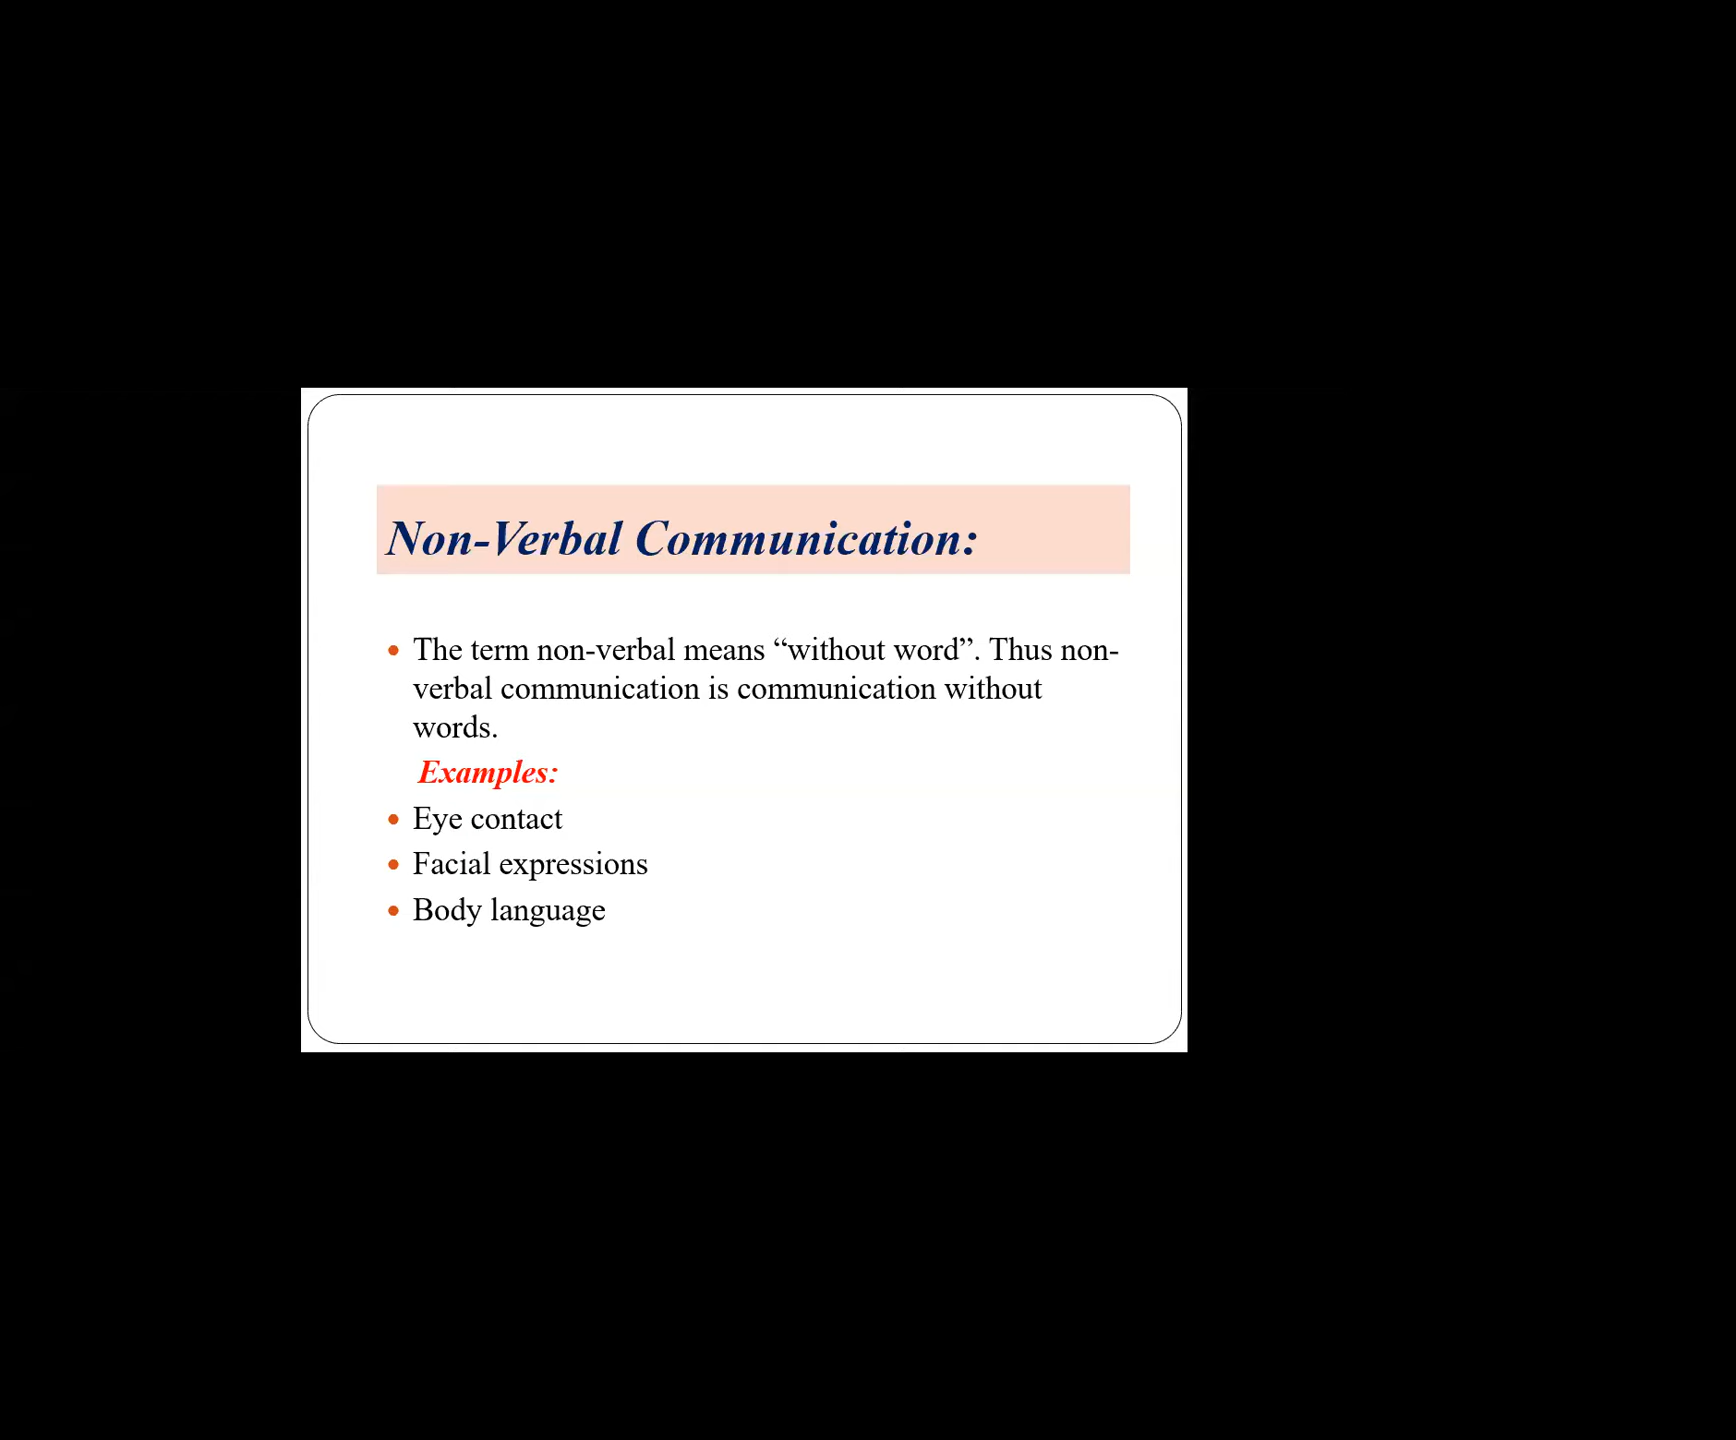 Non-Verbal Communication:
• The term non-verbal means “without word”. Thus non-
verbal communication is communication without
words.
Examples:
• Eye contact
• Facial expressions
• Body language